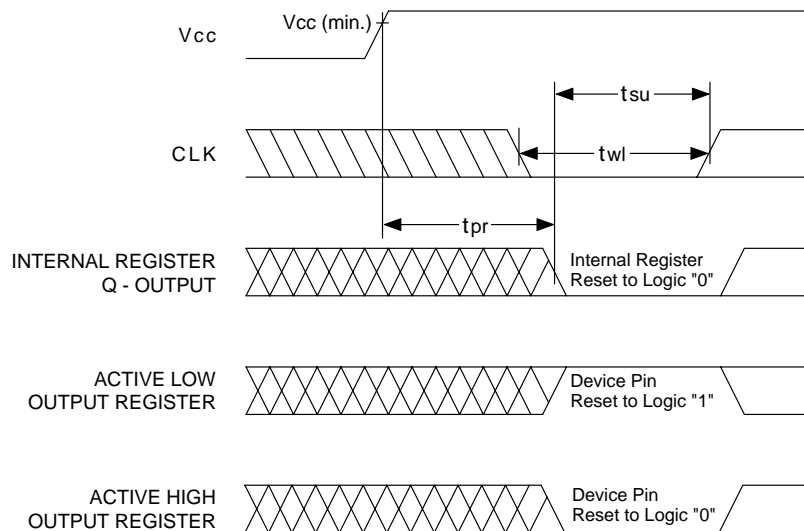 Vcc
Vcc (min.)
tsu
CLK
twl
tpr
INTERNAL REGISTER
Q - OUTPUT
Internal Register
Reset to Logic "0"
ACTIVE LOW
OUTPUT REGISTER
Device Pin
Reset to Logic "1"
ACTIVE HIGH
OUTPUT REGISTER
Device Pin
Reset to Logic "0"